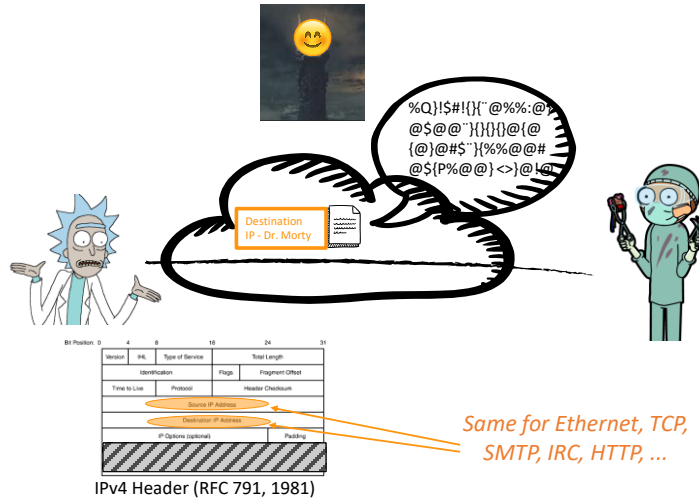 %Q}!$#!{}{¨@%%:@}
@$@@¨}{}{}{}@{@
{@}@#$¨}{%%@@#
@${P%@@}<>}@!@
Destination
IP - Dr. Morty
Bit Position: 0 4 8 16 24 31
Version IHL Type of Service Total Length
Identification Flags Fragment Offset
Time to Live Protocol Header Checksum
Source IP Address
Destination IP Address
IP Options (optional) Padding
IPv4 Header (RFC 791, 1981)
Same for Ethernet, TCP,
SMTP, IRC, HTTP, ...